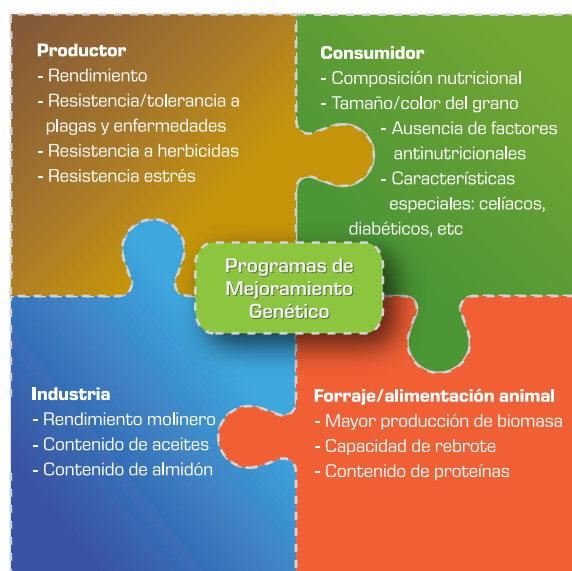 Productor
- Rendimiento
- Resistencia/tolerancia a
plagas y enfermedades
- Resistencia a herbicidas
- Resistencia estrés
Consumidor
- Composición nutricional
- Tamaño/color del grano
- Ausencia de factores
antinutricionales
- Características
especiales: celíacos,
diabéticos, etc
Programas de
Mejoramiento
Genético
Industria
- Rendimiento molinero
- Contenido de aceites
- Contenido de almidón
Forraje/alimentación animal
- Mayor producción de biomasa
- Capacidad de rebrote
- Contenido de proteínas